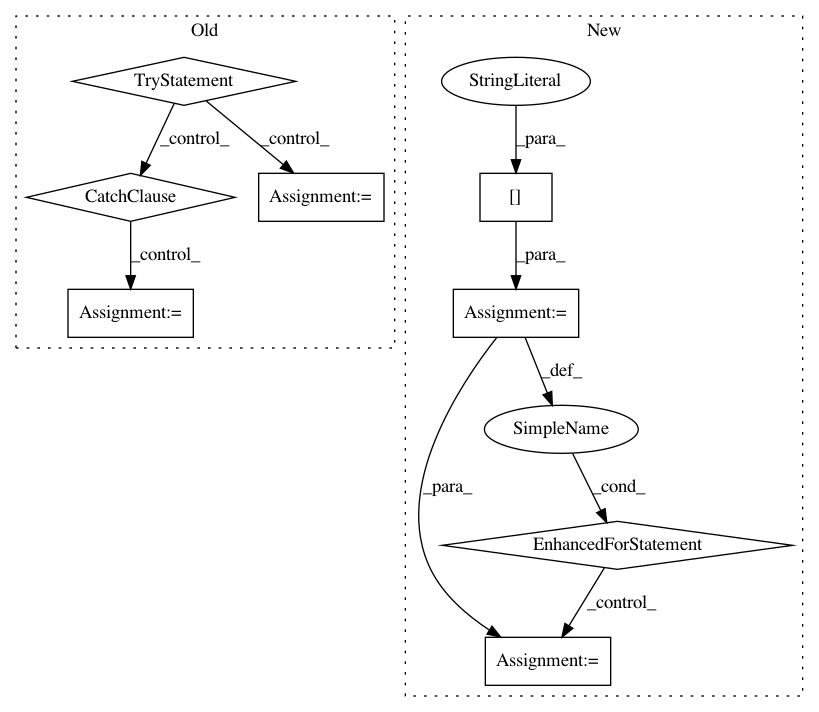 Old
New
TryStatement
StringLiteral
_control_
_control_
_para_
CatchClause
Assignment:=
[]
_control_
_para_
Assignment:=
Assignment:=
_def_
SimpleName
_para_
_cond_
EnhancedForStatement
_control_
Assignment:=